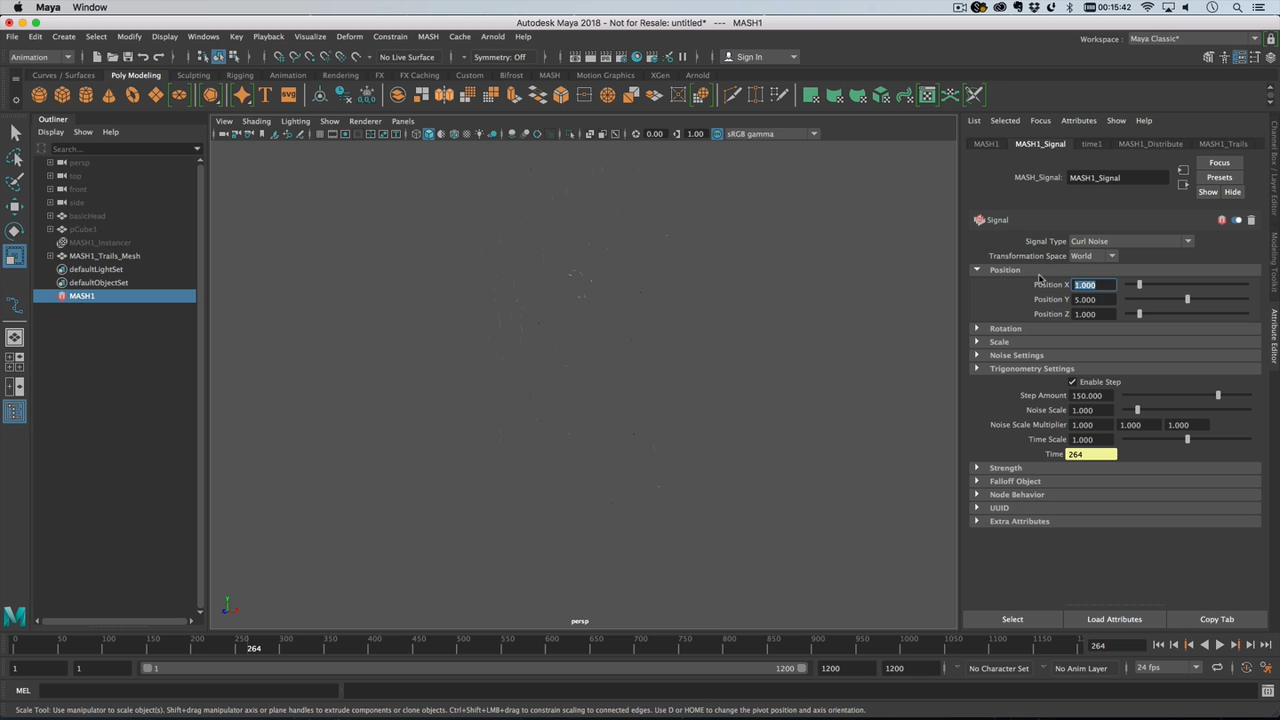 Maya Window 00:15:42
Autodesk Maya 2018 - Not for Resale: untitled* --- MASH1
File Edit Create Select Modify Display Windows Key Playback Visualize Deform Constrain MASH Cache Arnold Help Workspace : Maya Classic*
Animation No Live Surface Symmetry: Off Sign In
Curves / Surfaces Poly Modeling Sculpting Rigging Animation Rendering FX FX Caching Custom Bifrost MASH Motion Graphics XGen Arnold
Outliner
Display Show Help
Search...
persp
top
front
side
basicHead
pCube1
MASH1_Instancer
MASH1_Trails_Mesh
defaultLightSet
defaultObjectSet
MASH1
View Shading Lighting Show Renderer Panels
0.00 1.00 sRGB gamma
persp
List Selected Focus Attributes Show Help
MASH1 MASH1_Signal time1 MASH1_Distribute MASH1_Trails
Focus
MASH_Signal: MASH1_Signal Presets
Show Hide
Signal
Signal Type Curl Noise
Transformation Space World
Position
Position X 1.000
Position Y 5.000
Position Z 1.000
Rotation
Scale
Noise Settings
Trigonometry Settings
Enable Step
Step Amount 150.000
Noise Scale 1.000
Noise Scale Multiplier 1.000 1.000 1.000
Time Scale 1.000
Time 264
Strength
Falloff Object
Node Behavior
UUID
Extra Attributes
Select Load Attributes Copy Tab
Channel Box / Layer Editor
Modeling Toolkit
Attribute Editor
0 50 100 150 200 250 300 350 400 450 500 550 600 650 700 750 800 850 900 950 1000 1050 1100 1150 12
264 264
1 1 1 1200 1200 1200 No Character Set No Anim Layer 24 fps
MEL
Scale Tool: Use manipulator to scale object(s). Shift+drag manipulator axis or plane handles to extrude components or clone objects. Ctrl+Shift+LMB+drag to constrain scaling to connected edges. Use D or HOME to change the pivot position and axis orientation.